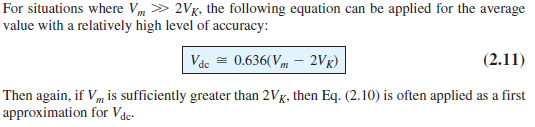 For situations where Vm >> 2VK, the following equation can be applied for the average
value with a relatively high level of accuracy:
Vdc ≅ 0.636(Vm − 2VK) (2.11)
Then again, if Vm is sufficiently greater than 2VK, then Eq. (2.10) is often applied as a first
approximation for Vdc.